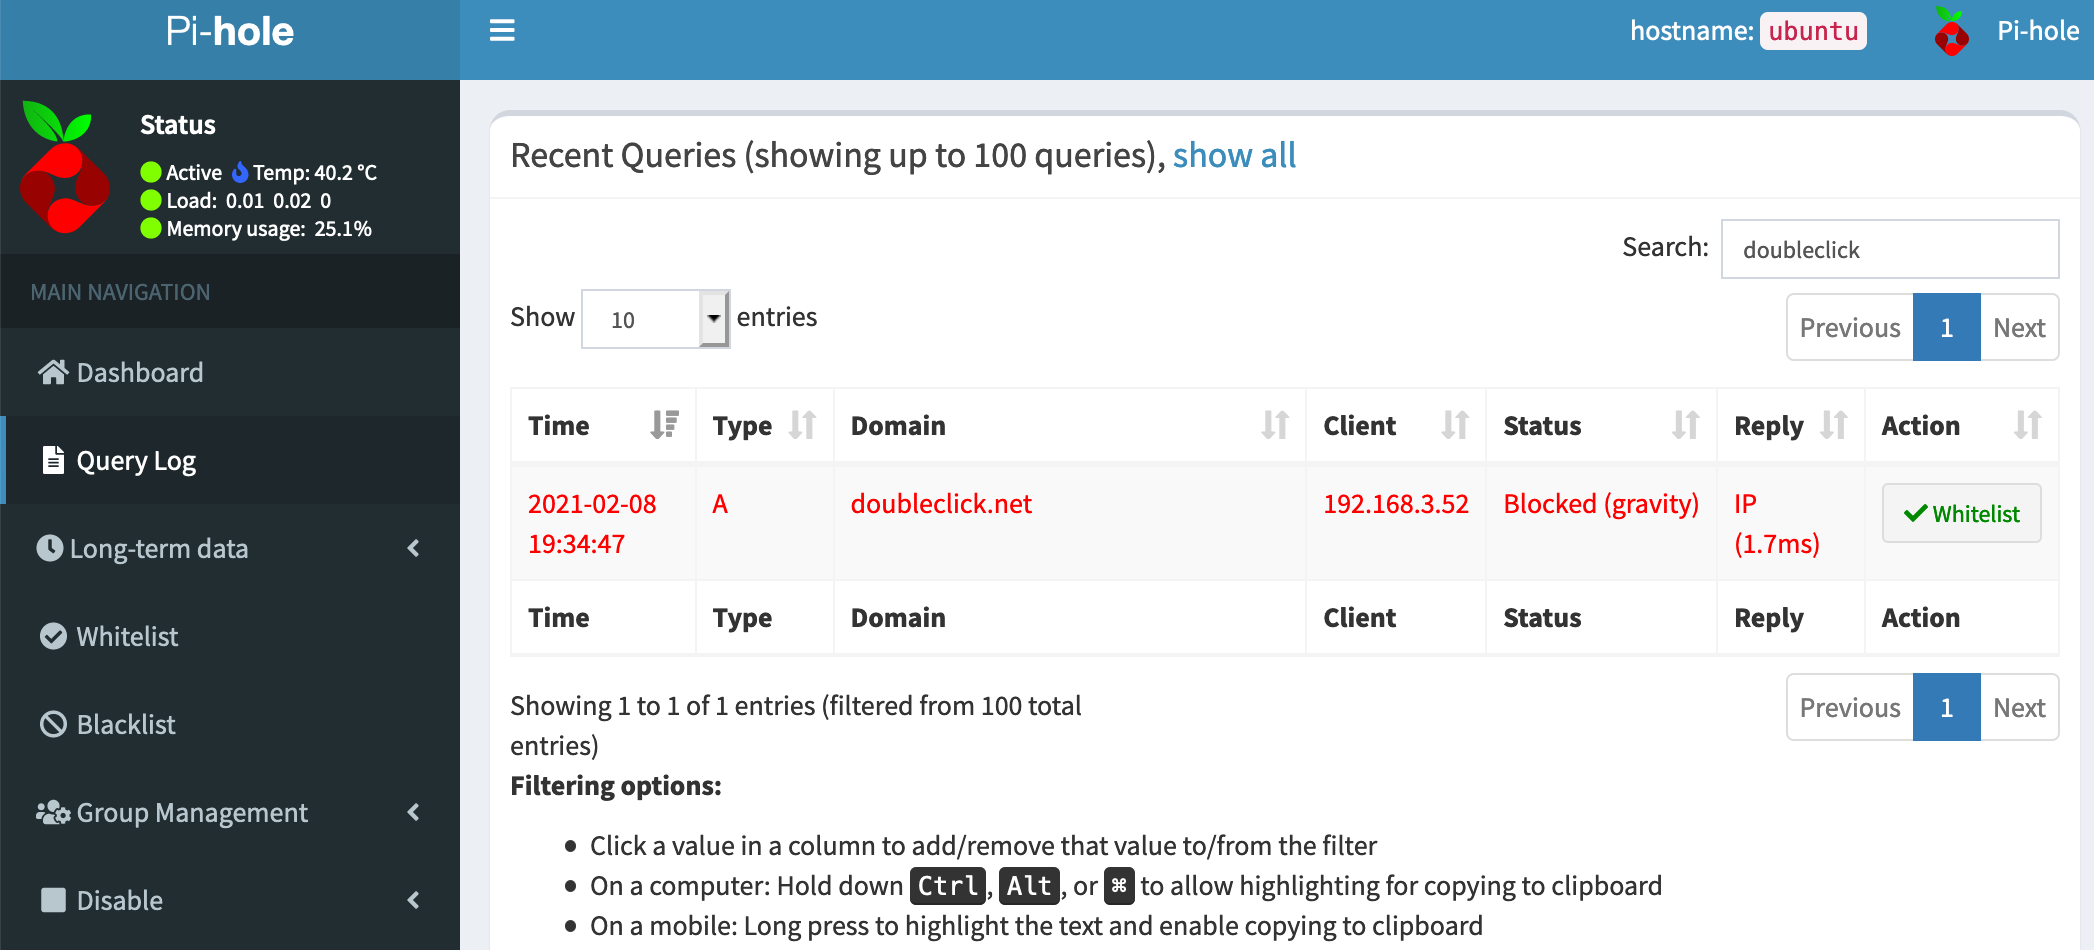 Pi-hole
hostname: ubuntu
Pi-hole
Status
Active Temp: 40.2 °C
Load: 0.01 0.02 0
Memory usage: 25.1%
MAIN NAVIGATION
Dashboard
Query Log
Long-term data
Whitelist
Blacklist
Group Management
Disable
Recent Queries (showing up to 100 queries), show all
Search: doubleclick
Show 10 entries
Previous 1 Next
Time Type Domain Client Status Reply Action
2021-02-08 A doubleclick.net 192.168.3.52 Blocked (gravity) IP Whitelist
19:34:47 (1.7ms)
Time Type Domain Client Status Reply Action
Showing 1 to 1 of 1 entries (filtered from 100 total
entries)
Previous 1 Next
Filtering options:
• Click a value in a column to add/remove that value to/from the filter
• On a computer: Hold down Ctrl, Alt, or ⌘ to allow highlighting for copying to clipboard
• On a mobile: Long press to highlight the text and enable copying to clipboard